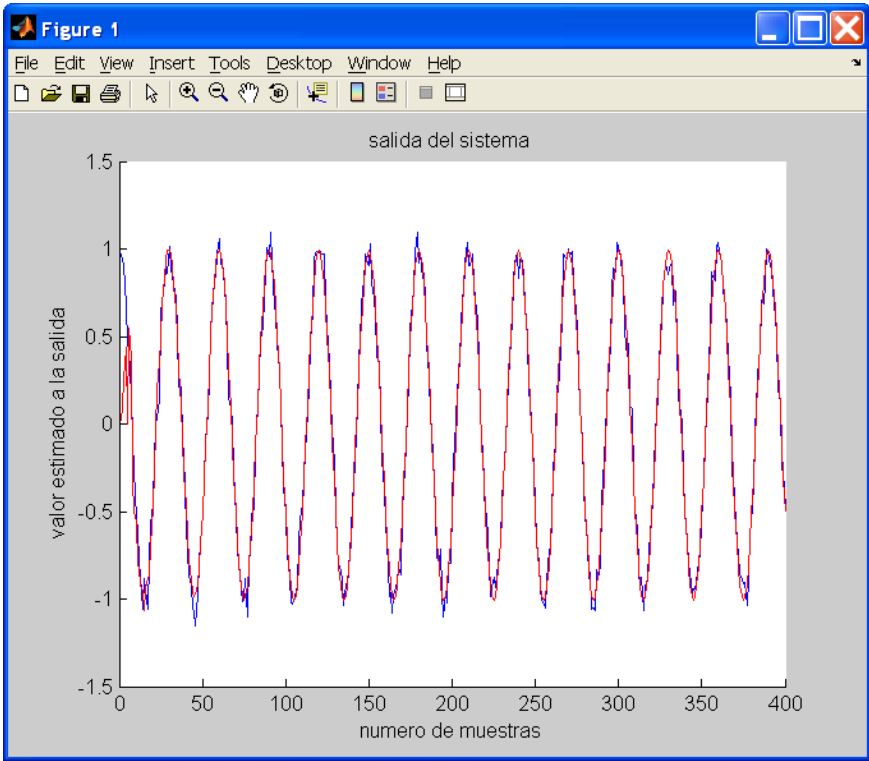 Figure 1
File Edit View Insert Tools Desktop Window Help
salida del sistema
1.5
1
0.5
0
-0.5
-1
-1.5
valor estimado a la salida
0 50 100 150 200 250 300 350 400
numero de muestras